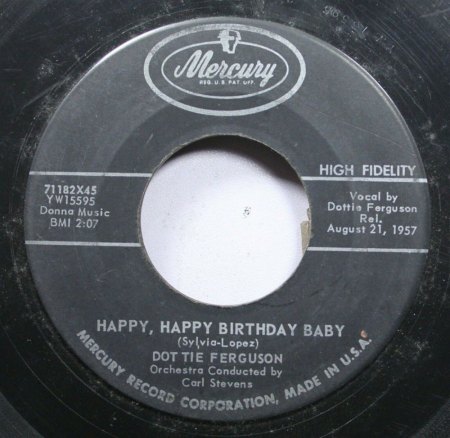 Mercury
REG. U.S. PAT. OFF.
HIGH FIDELITY
71182X45
YW15595
Donna Music
BMI 2:07
Vocal by
Dottie Ferguson
Rel.
August 21, 1957
HAPPY, HAPPY BIRTHDAY BABY
(Sylvia-Lopez)
DOT TIE FERGUSON
Orchestra Conducted by
Carl Stevens
MERCURY RECORD CORPORATION, MADE IN U.S.A.